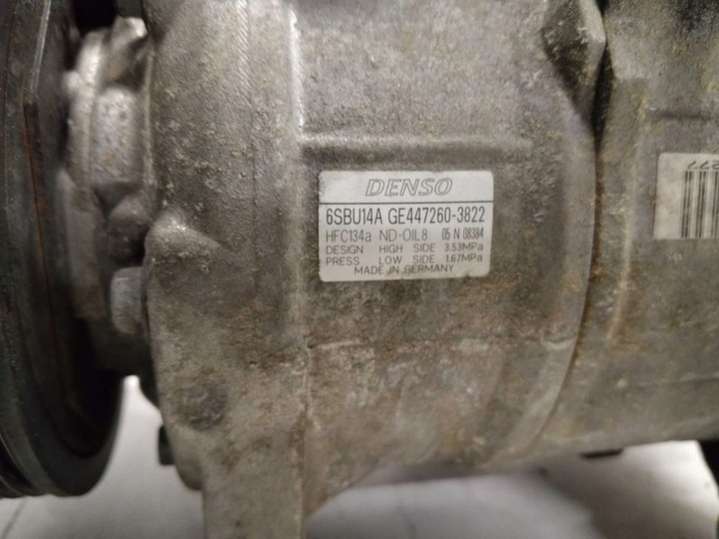 DENSO
6SBU14A GE447260-3822
HFC134a ND-OIL8 05 N 08384
DESIGN HIGH SIDE 3.53MPa
PRESS LOW SIDE 1.67MPa
MADE IN GERMANY